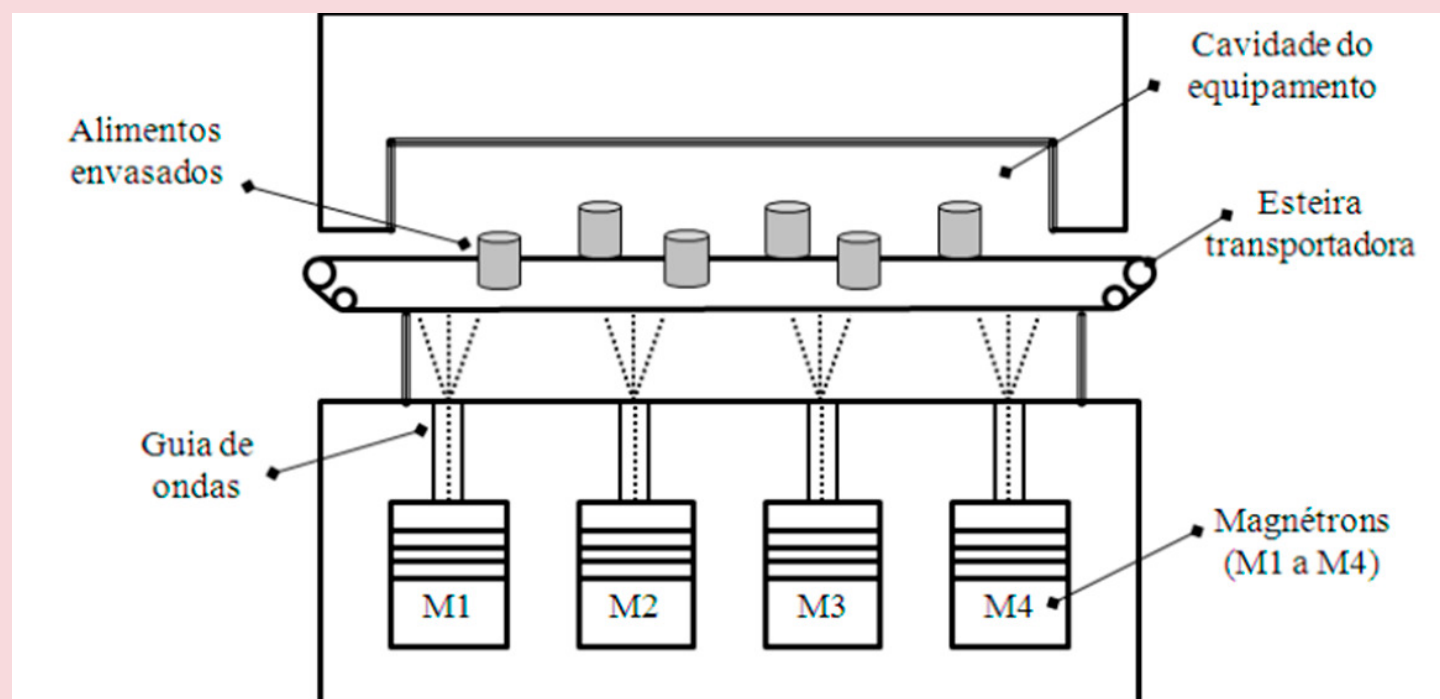 Cavidade do
equipamento
Alimentos
envasados
Esteira
transportadora
Guia de
ondas
Magnétrons
(M1 a M4)
M1
M2
M3
M4